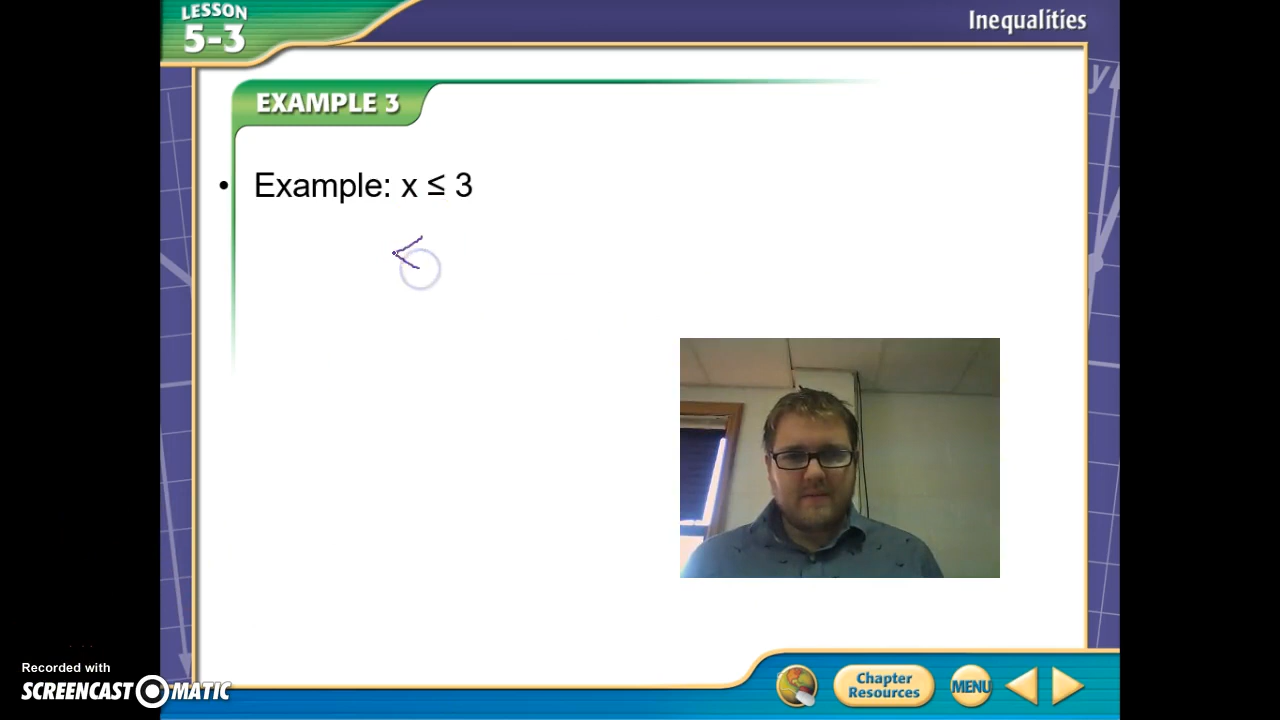 LESSON
5-3
Inequalities
y
EXAMPLE 3
• Example: x ≤ 3
<
Chapter
Resources
MENU
Recorded with
SCREENCAST MATIC